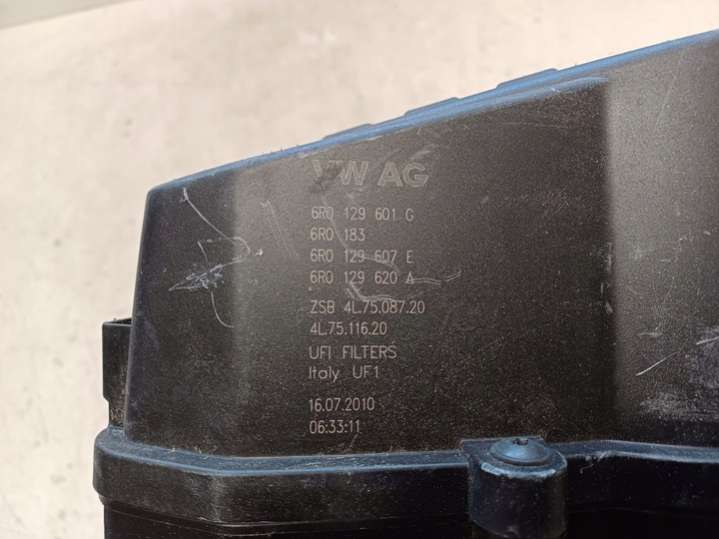 VW AG
6R0 129 601 G
6R0 183
6R0 129 607 E
6R0 129 620 A
ZSB 4L.75.087.20
4L.75.116.20
UFI FILTERS
Italy UF1
16.07.2010
06:33:11